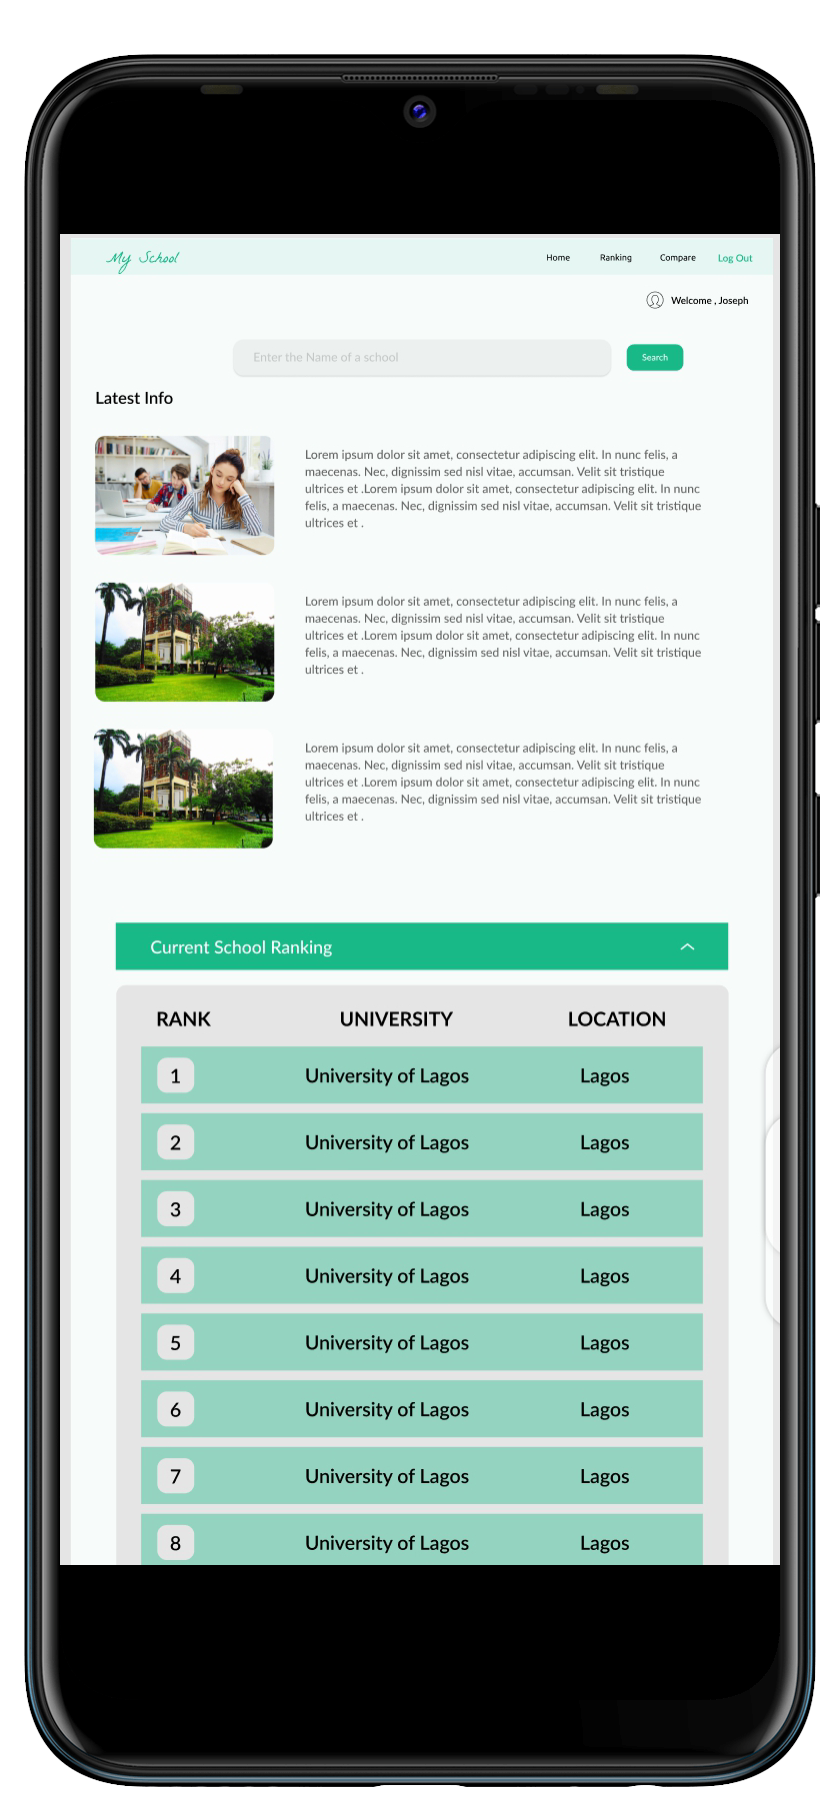 My School
Home
Ranking
Compare
Log Out
Welcome , Joseph
Enter the Name of a school
Search
Latest Info
Lorem ipsum dolor sit amet, consectetur adipiscing elit. In nunc felis, a
maecenas. Nec, dignissim sed nisl vitae, accumsan. Velit sit tristique
ultrices et .Lorem ipsum dolor sit amet, consectetur adipiscing elit. In nunc
felis, a maecenas. Nec, dignissim sed nisl vitae, accumsan. Velit sit tristique
ultrices et .
Lorem ipsum dolor sit amet, consectetur adipiscing elit. In nunc felis, a
maecenas. Nec, dignissim sed nisl vitae, accumsan. Velit sit tristique
ultrices et .Lorem ipsum dolor sit amet, consectetur adipiscing elit. In nunc
felis, a maecenas. Nec, dignissim sed nisl vitae, accumsan. Velit sit tristique
ultrices et .
Lorem ipsum dolor sit amet, consectetur adipiscing elit. In nunc felis, a
maecenas. Nec, dignissim sed nisl vitae, accumsan. Velit sit tristique
ultrices et .Lorem ipsum dolor sit amet, consectetur adipiscing elit. In nunc
felis, a maecenas. Nec, dignissim sed nisl vitae, accumsan. Velit sit tristique
ultrices et .
Current School Ranking
RANK UNIVERSITY LOCATION
1 University of Lagos Lagos
2 University of Lagos Lagos
3 University of Lagos Lagos
4 University of Lagos Lagos
5 University of Lagos Lagos
6 University of Lagos Lagos
7 University of Lagos Lagos
8 University of Lagos Lagos